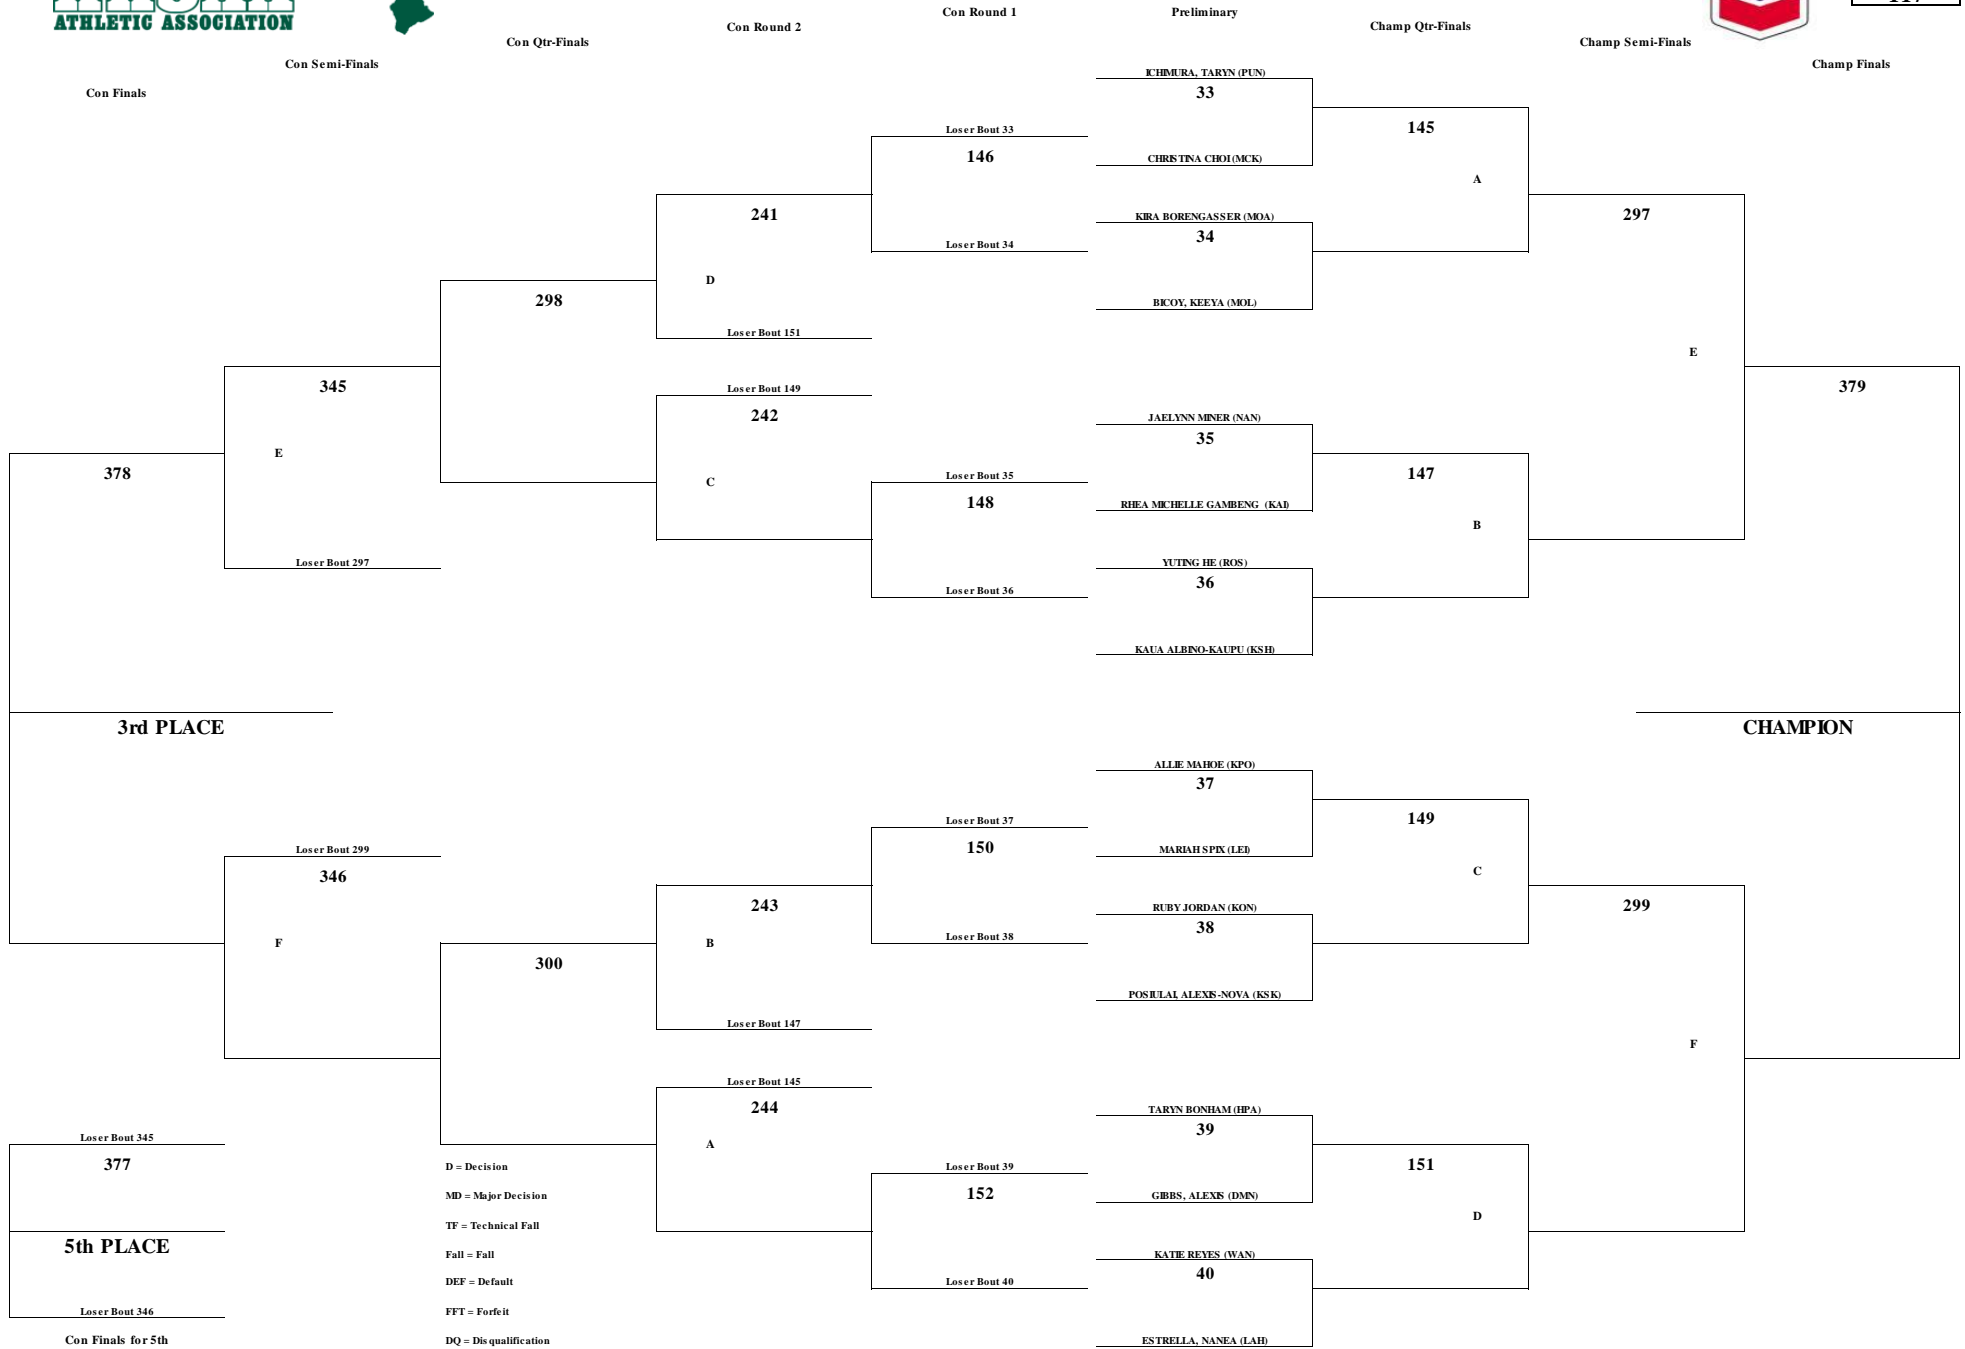 ATHLETIC ASSOCIATION
Con Finals
Con Semi-Finals
Con Qtr-Finals
Con Round 2
Con Round 1
Preliminary
Champ Qtr-Finals
Champ Semi-Finals
Champ Finals
ICHIMURA, TARYN (PUN)
33
CHRISTINA CHOI (MCK)
KIRA BORENGASSER (MOA)
34
BICOY, KEEYA (MOL)
JAELYNN MINER (NAN)
35
RHEA MICHELLE GAMBENG (KAI)
YUTING HE (ROS)
36
KAUA ALBINO-KAUPU (KSH)
ALLIE MAHOE (KPO)
37
MARIAH SPIX (LEI)
RUBY JORDAN (KON)
38
POSIULAI, ALEXIS-NOVA (KSK)
TARYN BONHAM (HPA)
39
GIBBS, ALEXIS (DMN)
KATIE REYES (WAN)
40
ESTRELLA, NANEA (LAH)
145
A
147
B
149
C
151
D
297
E
299
F
379
CHAMPION
Loser Bout 33
146
Loser Bout 34
Loser Bout 35
148
Loser Bout 36
Loser Bout 37
150
Loser Bout 38
Loser Bout 39
152
Loser Bout 40
241
D
Loser Bout 151
Loser Bout 149
242
C
243
B
Loser Bout 147
Loser Bout 145
244
A
298
300
345
E
Loser Bout 297
Loser Bout 299
346
F
378
3rd PLACE
Loser Bout 345
377
5th PLACE
Loser Bout 346
Con Finals for 5th
D = Decision
MD = Major Decision
TF = Technical Fall
Fall = Fall
DEF = Default
FFT = Forfeit
DQ = Disqualification